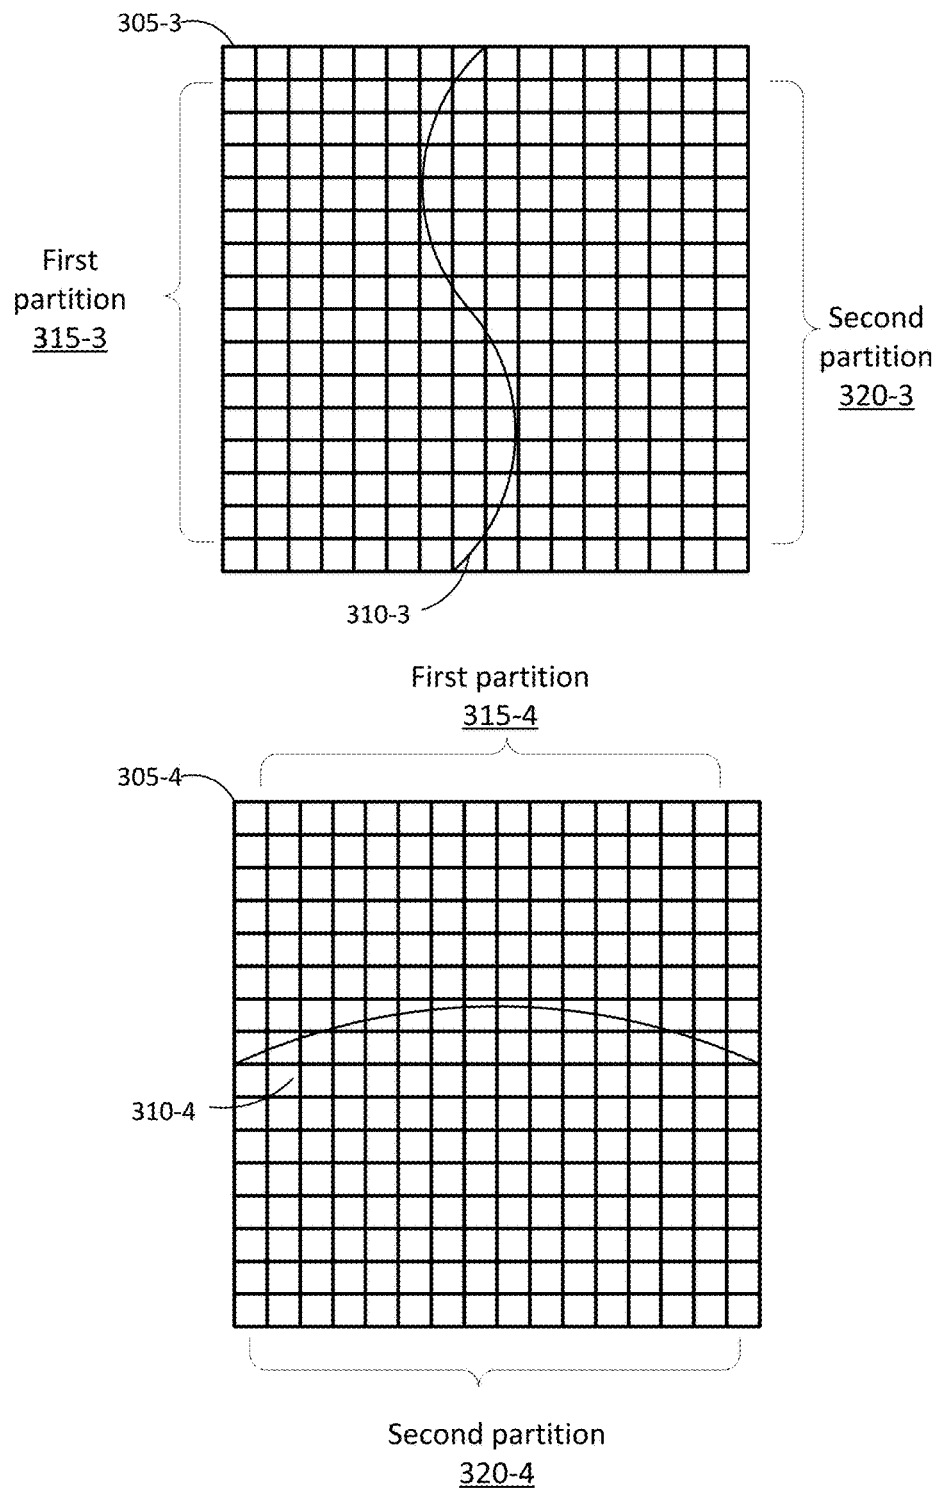 305-3
First
partition
315-3
Second
partition
320-3
310-3
First partition
315-4
305-4
310-4
Second partition
320-4